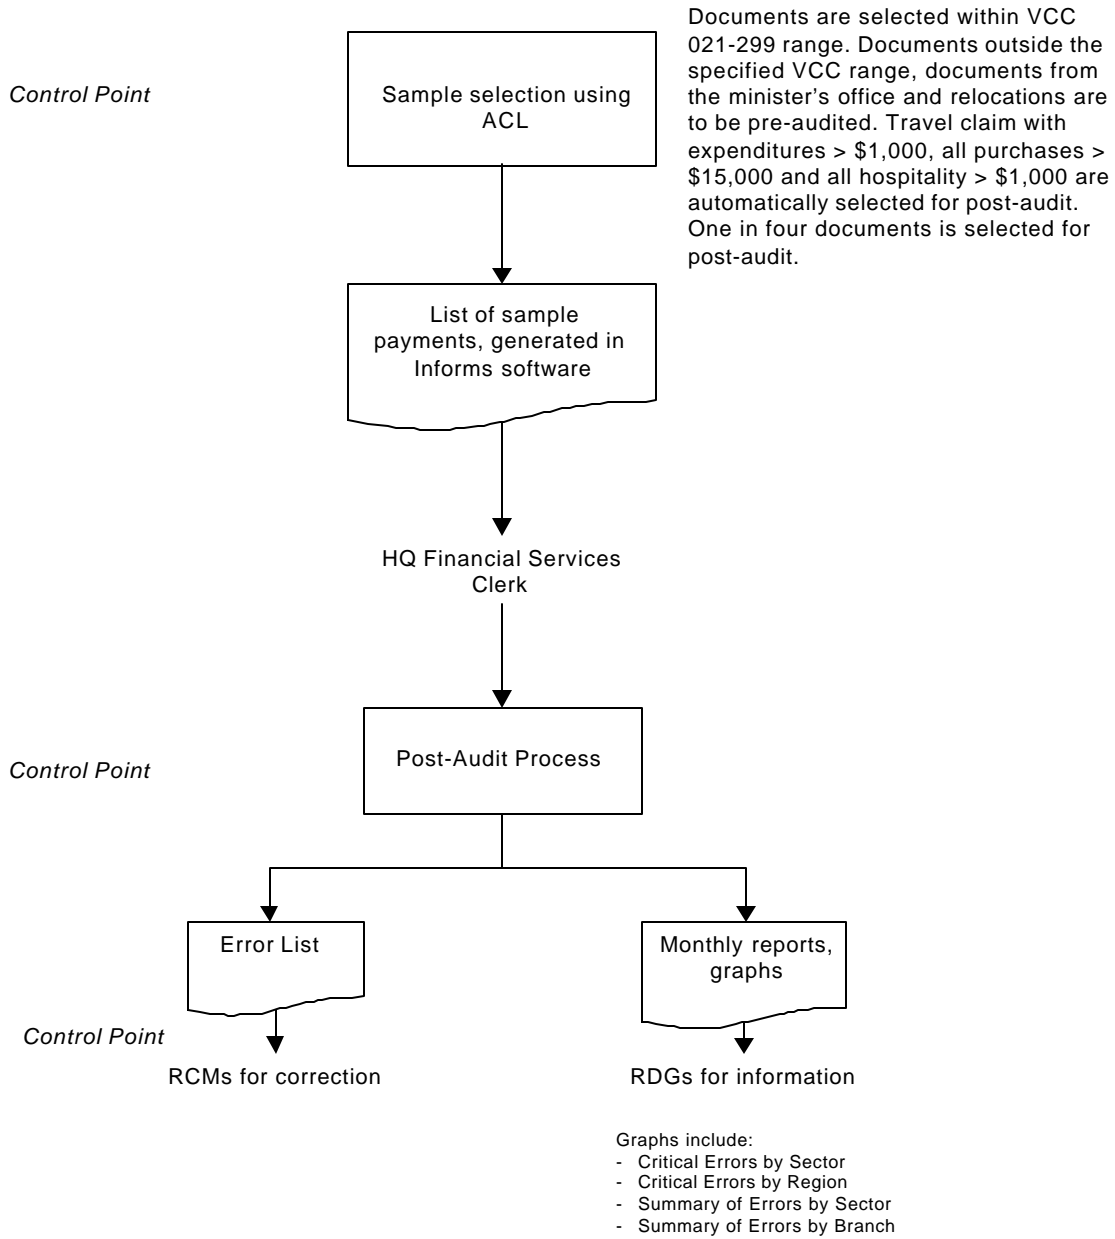 Documents are selected within VCC
021-299 range. Documents outside the
specified VCC range, documents from
the minister's office and relocations are
to be pre-audited. Travel claim with
expenditures > $1,000, all purchases >
$15,000 and all hospitality > $1,000 are
automatically selected for post-audit.
One in four documents is selected for
post-audit.
Control Point
Sample selection using
ACL
List of sample
payments, generated in
Informs software
HQ Financial Services
Clerk
Control Point
Post-Audit Process
Error List
Monthly reports,
graphs
Control Point
RCMs for correction
RDGs for information
Graphs include:
- Critical Errors by Sector
- Critical Errors by Region
- Summary of Errors by Sector
- Summary of Errors by Branch